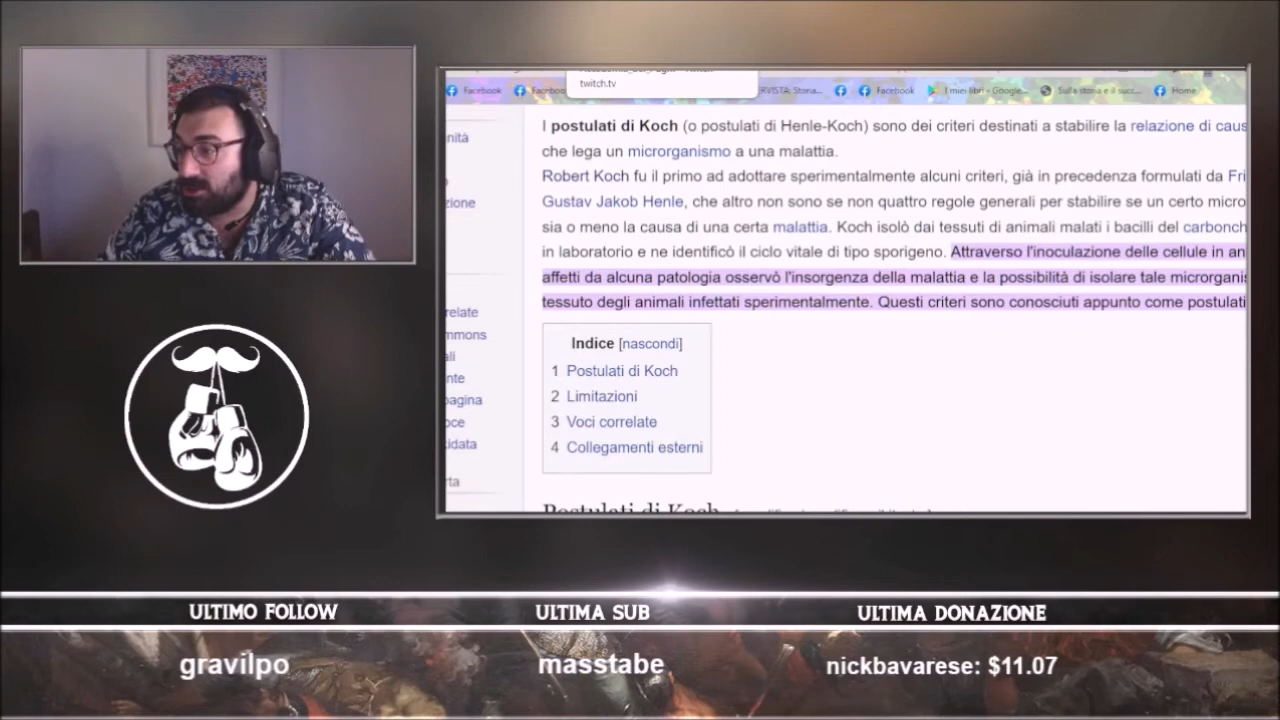 twitch.tv
Facebook
Facebook
I miei libri - Google...
Sulla storia e il succ...
Home
I postulati di Koch (o postulati di Henle-Koch) sono dei criteri destinati a stabilire la relazione di caus
che lega un microrganismo a una malattia.
Robert Koch fu il primo ad adottare sperimentalmente alcuni criteri, già in precedenza formulati da Fri
Gustav Jakob Henle, che altro non sono se non quattro regole generali per stabilire se un certo micro
sia o meno la causa di una certa malattia. Koch isolò dai tessuti di animali malati i bacilli del carbonch
in laboratorio e ne identificò il ciclo vitale di tipo sporigeno. Attraverso l'inoculazione delle cellule in an
affetti da alcuna patologia osservò l'insorgenza della malattia e la possibilità di isolare tale microrganis
tessuto degli animali infettati sperimentalmente. Questi criteri sono conosciuti appunto come postulati
nità
zione
relate
mmons
ali
nte
pagina
oce
kidata
rta
Indice [nascondi]
1 Postulati di Koch
2 Limitazioni
3 Voci correlate
4 Collegamenti esterni
Postulati di Koch
ULTIMO FOLLOW
ULTIMA SUB
ULTIMA DONAZIONE
gravilpo
masstabe
nickbavarese: $11.07